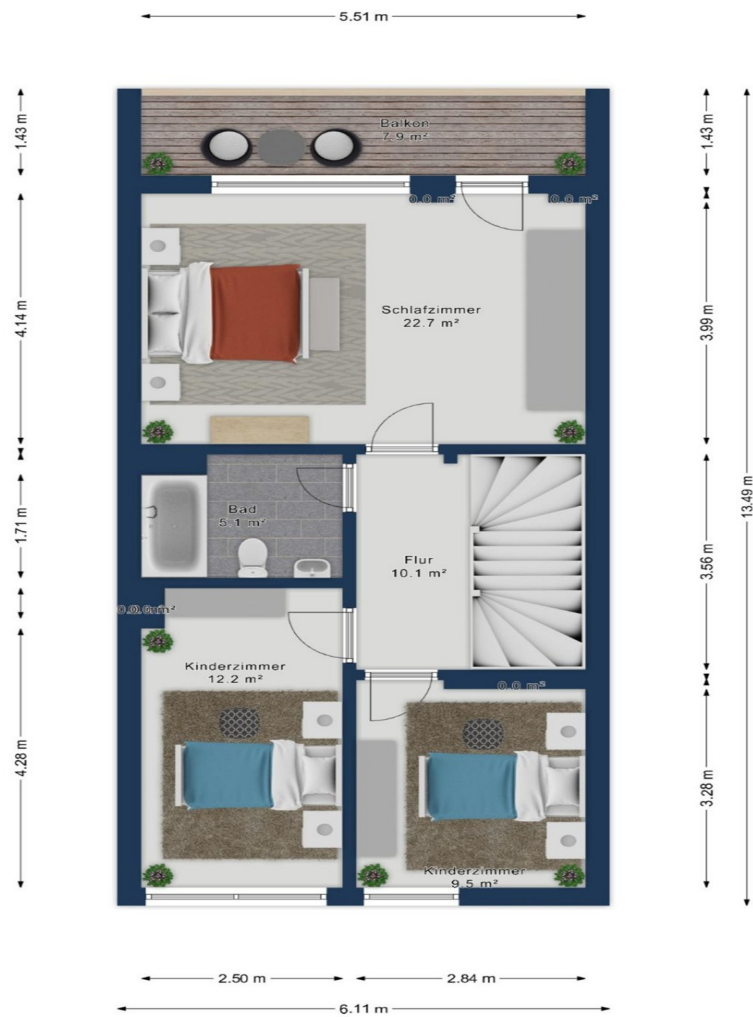 5.51 m
Balkon
7.9 m²
1.43 m
1.43 m
0.0 m²
0.0 m²
Schlafzimmer
22.7 m²
4.14 m
3.99 m
13.49 m
Bad
5.1 m²
1.71 m
Flur
10.1 m²
3.56 m
Kinderzimmer
12.2 m²
0.0 m²
4.28 m
3.28 m
Kinderzimmer
9.5 m²
2.50 m
2.84 m
6.11 m